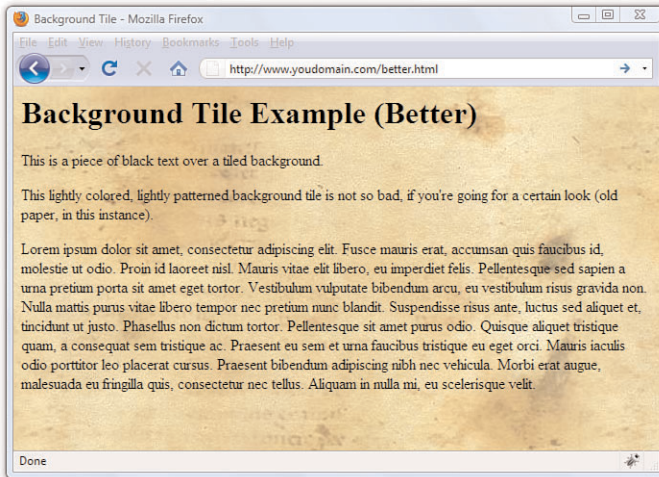 Background Tile - Mozilla Firefox
File Edit View History Bookmarks Tools Help
http://www.youdomain.com/better.html
Background Tile Example (Better)
This is a piece of black text over a tiled background.
This lightly colored, lightly patterned background tile is not so bad, if you're going for a certain look (old
paper, in this instance).
Lorem ipsum dolor sit amet, consectetur adipiscing elit. Fusce mauris erat, accumsan quis faucibus id,
molestie ut odio. Proin id laoreet nisl. Mauris vitae elit libero, eu imperdiet felis. Pellentesque sed sapien a
urna pretium porta sit amet eget tortor. Vestibulum vulputate bibendum arcu, eu vestibulum risus gravida non.
Nulla mattis purus vitae libero tempor nec pretium nunc blandit. Suspendisse risus ante, luctus sed aliquet et,
tincidunt ut justo. Phasellus non dictum tortor. Pellentesque sit amet purus odio. Quisque aliquet tristique
quam, a consequat sem tristique ac. Praesent eu sem et urna faucibus tristique eu eget orci. Mauris iaculis
odio porttitor leo placerat cursus. Praesent bibendum adipiscing nibh nec vehicula. Morbi erat augue,
malesuada eu fringilla quis, consectetur nec tellus. Aliquam in nulla mi, eu scelerisque velit.
Done